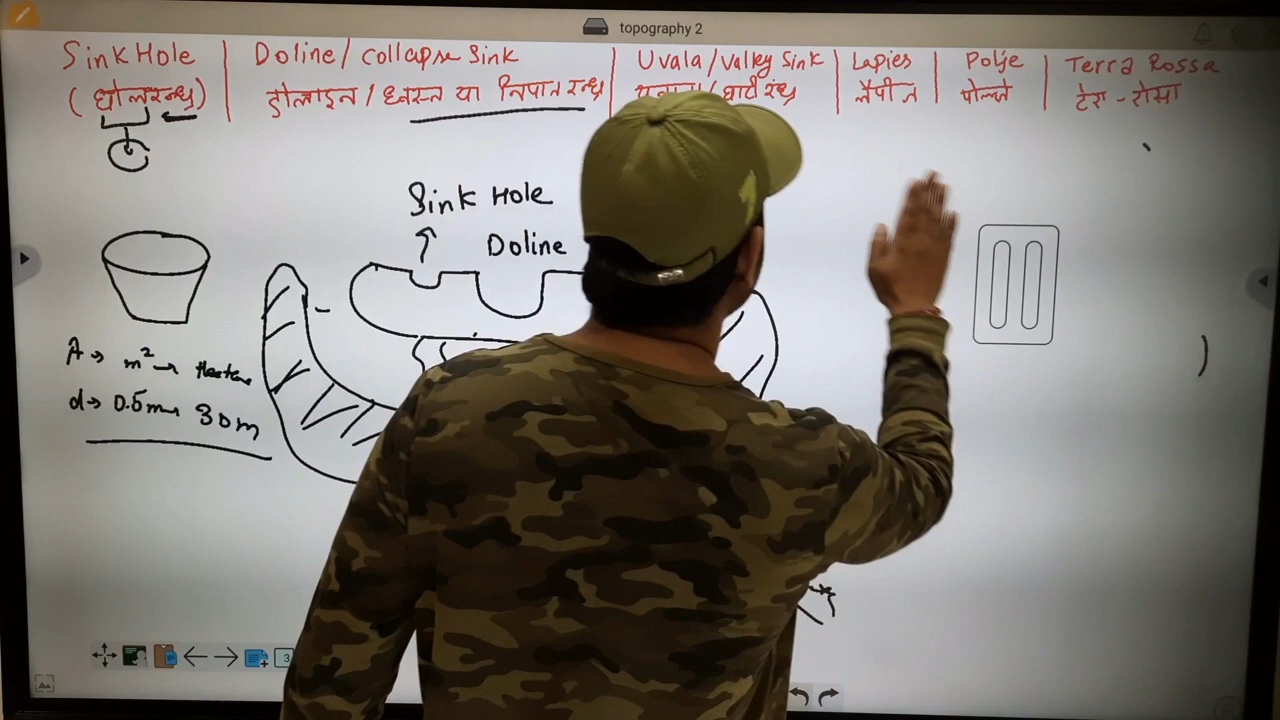 topography 2
Sink Hole | Doline / collapse Sink | Uvala / valley Sink | Lapies | Polje | Terra Rossa
(घोलरन्ध्र) डोलाइन / ध्वस्त या निपात रन्ध्र घाटी रंध्र लैपीज पोल्जे टेरा - रोसा
Sink Hole
Doline
A → m² →
d → 0.5m → 30m
3